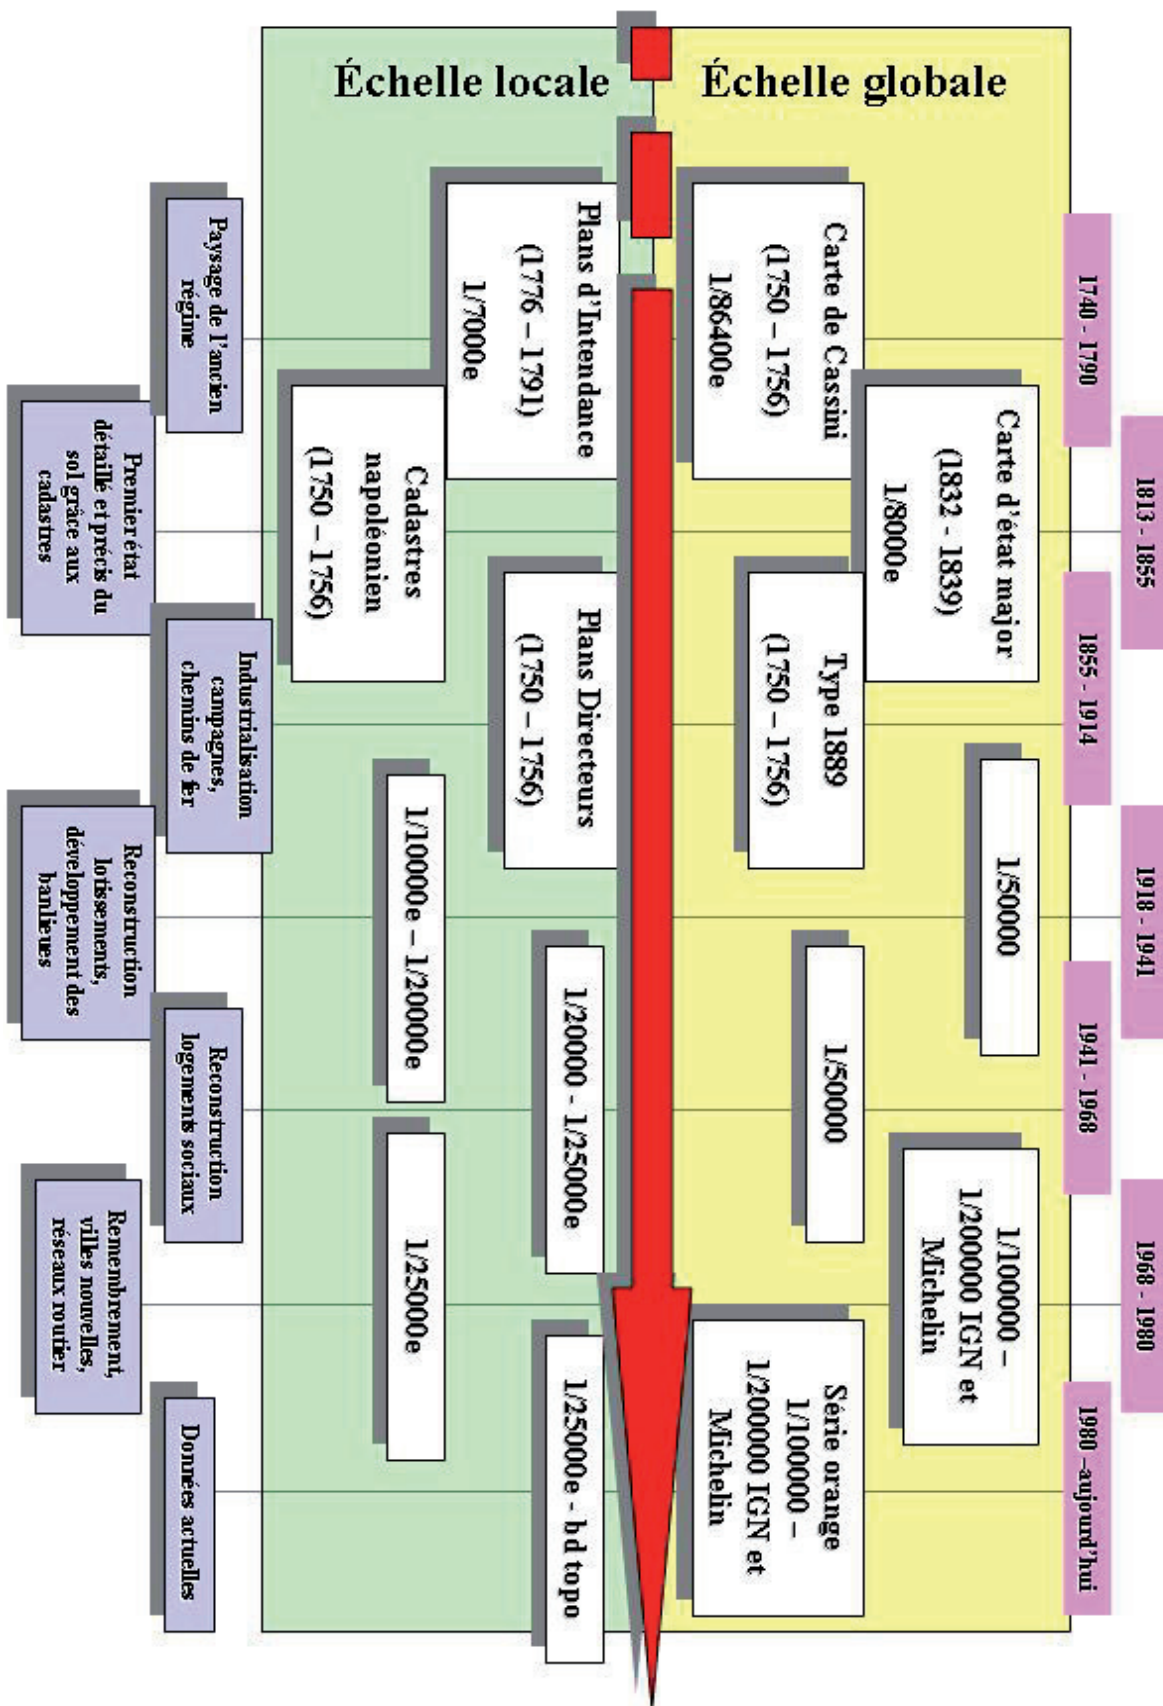 Échelle globale
Échelle locale
1740 - 1790
1813 - 1855
1855 - 1914
1918 - 1941
1941 - 1968
1968 - 1980
1980 –aujourd'hui
Carte de Cassini
(1750 – 1756)
1/86400e
Carte d'état major
(1832 - 1839)
1/8000e
Type 1889
(1750 – 1756)
1/50000
1/50000
1/100000 –
1/200000 IGN et
Michelin
Série orange
1/100000 –
1/200000 IGN et
Michelin
Plans d'Intendance
(1776 – 1791)
1/7000e
Cadastres
napoléonien
(1750 – 1756)
Plans Directeurs
(1750 – 1756)
1/10000e – 1/20000e
1/20000 - 1/25000e
1/25000e
1/25000e - bd topo
Paysage de l'ancien
régime
Premier état
détaillé et précis du
sol grâce aux
cadastres
Industrialisation
campagnes,
chemins de fer
Reconstruction
lotissements,
développement des
banlieues
Reconstruction
logements sociaux
Remembrement,
villes nouvelles,
réseaux routier
Données actuelles